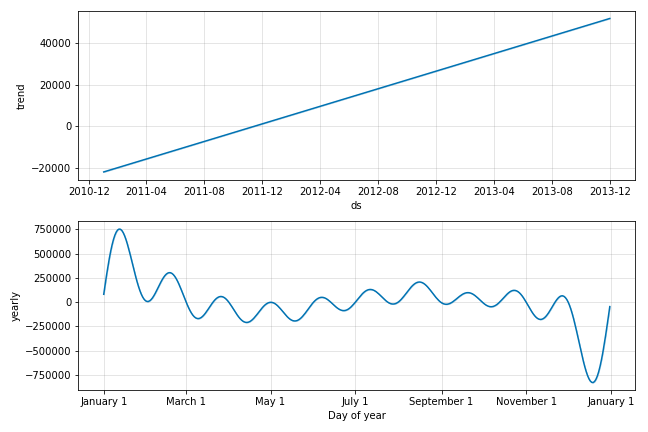 40000
20000
0
−20000
trend
2010-12 2011-04 2011-08 2011-12 2012-04 2012-08 2012-12 2013-04 2013-08 2013-12
ds
750000
500000
250000
0
−250000
−500000
−750000
yearly
January 1 March 1 May 1 July 1 September 1 November 1 January 1
Day of year